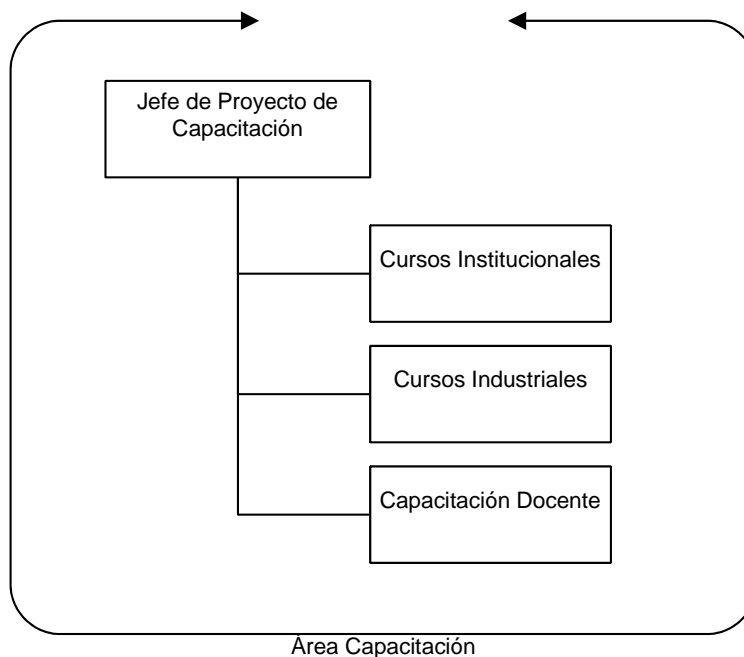 Jefe de Proyecto de
Capacitación
Cursos Institucionales
Cursos Industriales
Capacitación Docente
Área Capacitación